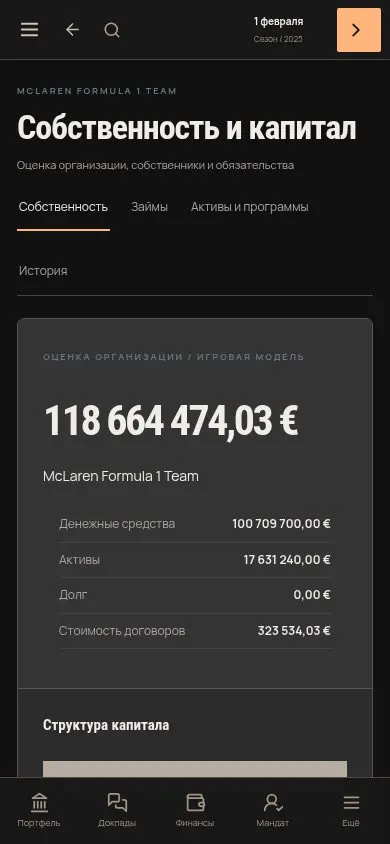 1 февраля
Сезон / 2025
MCLAREN FORMULA 1 TEAM
Собственность и капитал
Оценка организации, собственники и обязательства
Собственность Займы Активы и программы
История
ОЦЕНКА ОРГАНИЗАЦИИ / ИГРОВАЯ МОДЕЛЬ
118 664 474,03 €
McLaren Formula 1 Team
Денежные средства 100 709 700,00 €
Активы 17 631 240,00 €
Долг 0,00 €
Стоимость договоров 323 534,03 €
Структура капитала
Портфель Доклады Финансы Мандат Ещё